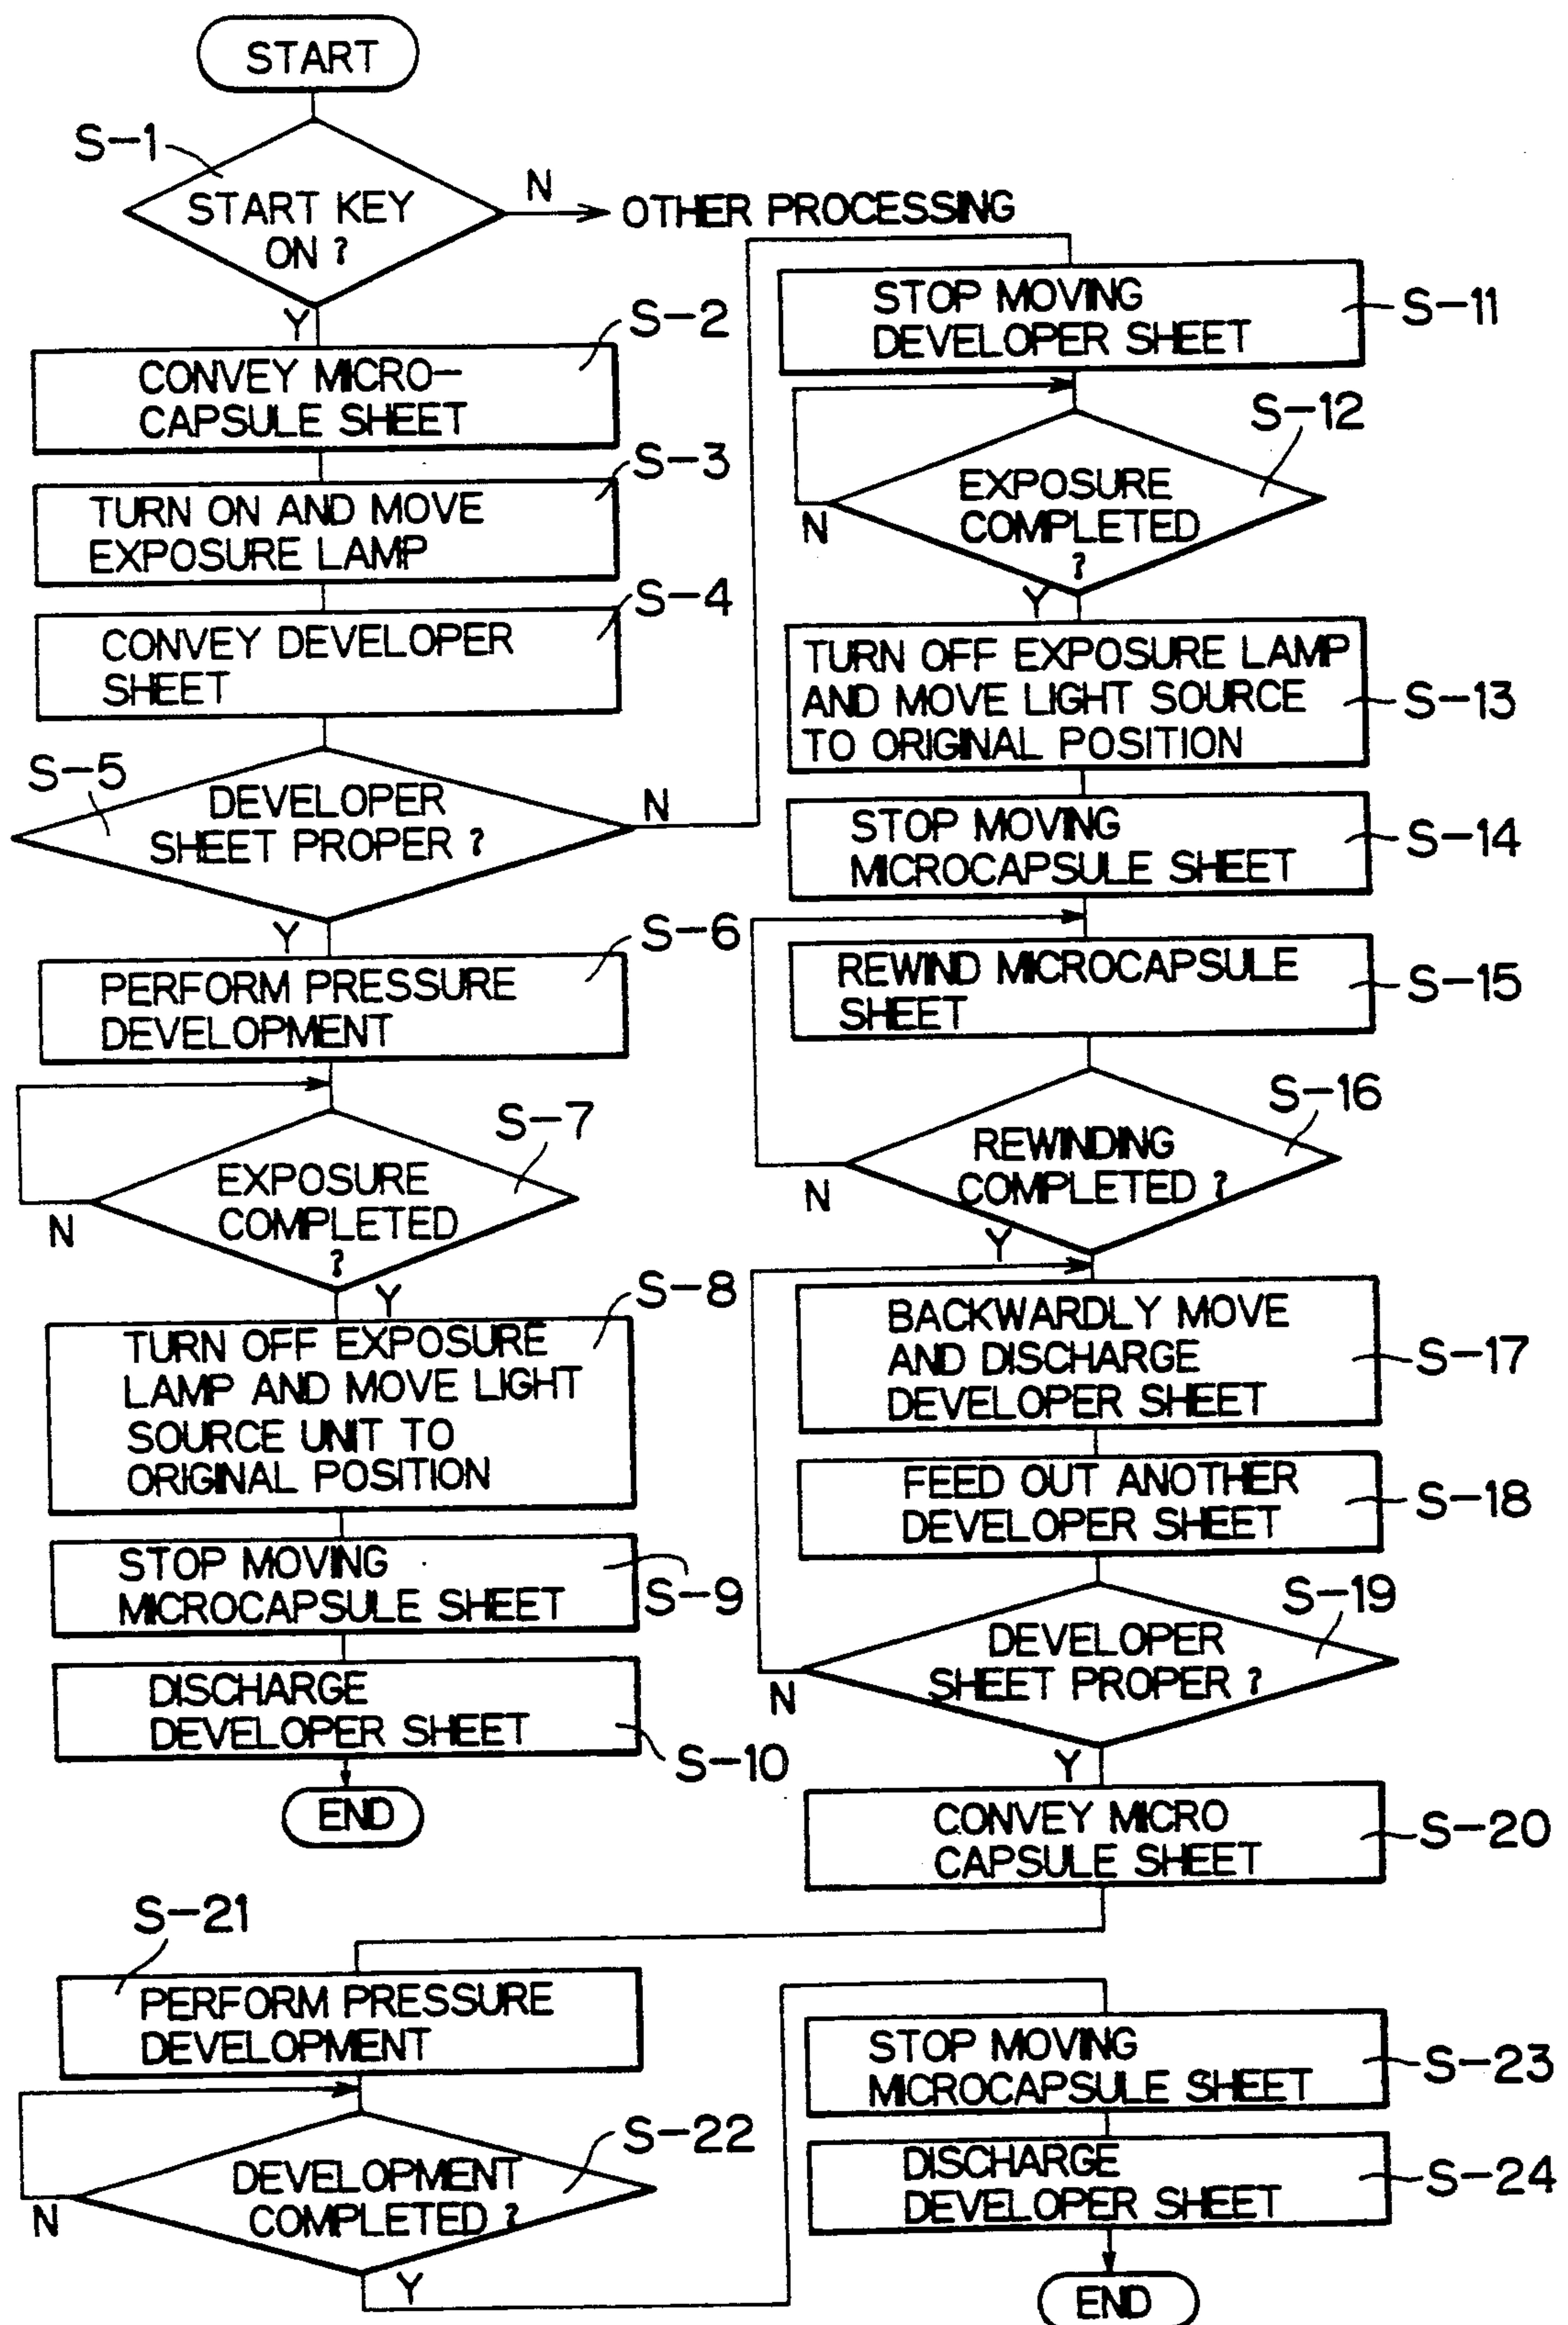 START
S-1
START KEY
ON ?
N
OTHER PROCESSING
Y
S-2
CONVEY MICRO-
CAPSULE SHEET
S-3
TURN ON AND MOVE
EXPOSURE LAMP
S-4
CONVEY DEVELOPER
SHEET
S-5
DEVELOPER
SHEET PROPER ?
N
Y
S-6
PERFORM PRESSURE
DEVELOPMENT
S-7
EXPOSURE
COMPLETED
?
N
Y
S-8
TURN OFF EXPOSURE
LAMP AND MOVE LIGHT
SOURCE UNIT TO
ORIGINAL POSITION
STOP MOVING
MICROCAPSULE SHEET
S-9
DISCHARGE
DEVELOPER SHEET
S-10
END
STOP MOVING
DEVELOPER SHEET
S-11
S-12
EXPOSURE
COMPLETED
?
N
Y
TURN OFF EXPOSURE LAMP
AND MOVE LIGHT SOURCE
TO ORIGINAL POSITION
S-13
STOP MOVING
MICROCAPSULE SHEET
S-14
REWIND MICROCAPSULE
SHEET
S-15
S-16
REWINDING
COMPLETED ?
N
Y
BACKWARDLY MOVE
AND DISCHARGE
DEVELOPER SHEET
S-17
FEED OUT ANOTHER
DEVELOPER SHEET
S-18
S-19
DEVELOPER
SHEET PROPER ?
N
Y
CONVEY MICRO
CAPSULE SHEET
S-20
S-21
PERFORM PRESSURE
DEVELOPMENT
S-22
DEVELOPMENT
COMPLETED ?
N
Y
STOP MOVING
MICROCAPSULE SHEET
S-23
DISCHARGE
DEVELOPER SHEET
S-24
END